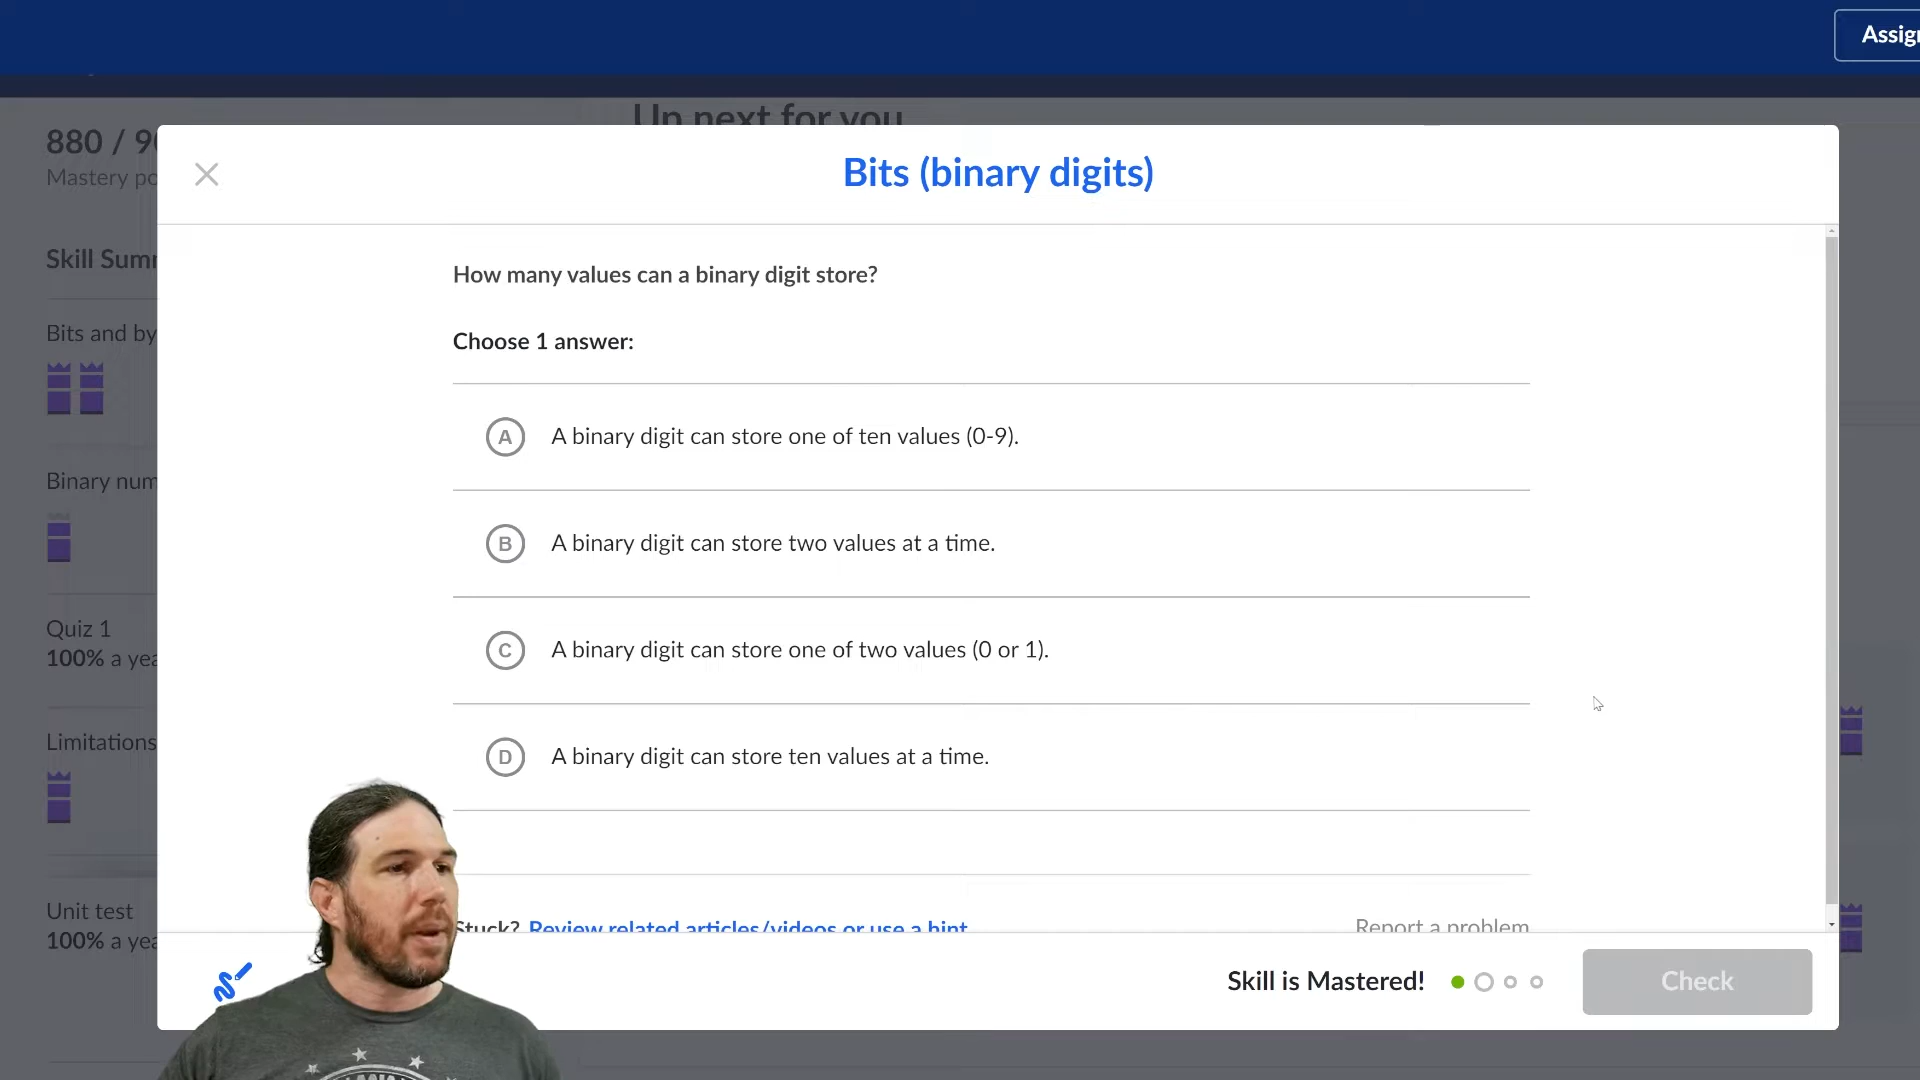 Assign
Up next for you
880 / 90
Mastery po
Bits (binary digits)
Skill Summ
How many values can a binary digit store?
Bits and by
Choose 1 answer:
A A binary digit can store one of ten values (0-9).
Binary num
B A binary digit can store two values at a time.
Quiz 1
100% a yea
C A binary digit can store one of two values (0 or 1).
Limitations
D A binary digit can store ten values at a time.
Unit test
100% a yea
Stuck? Review related articles/videos or use a hint
Report a problem
Skill is Mastered!
Check